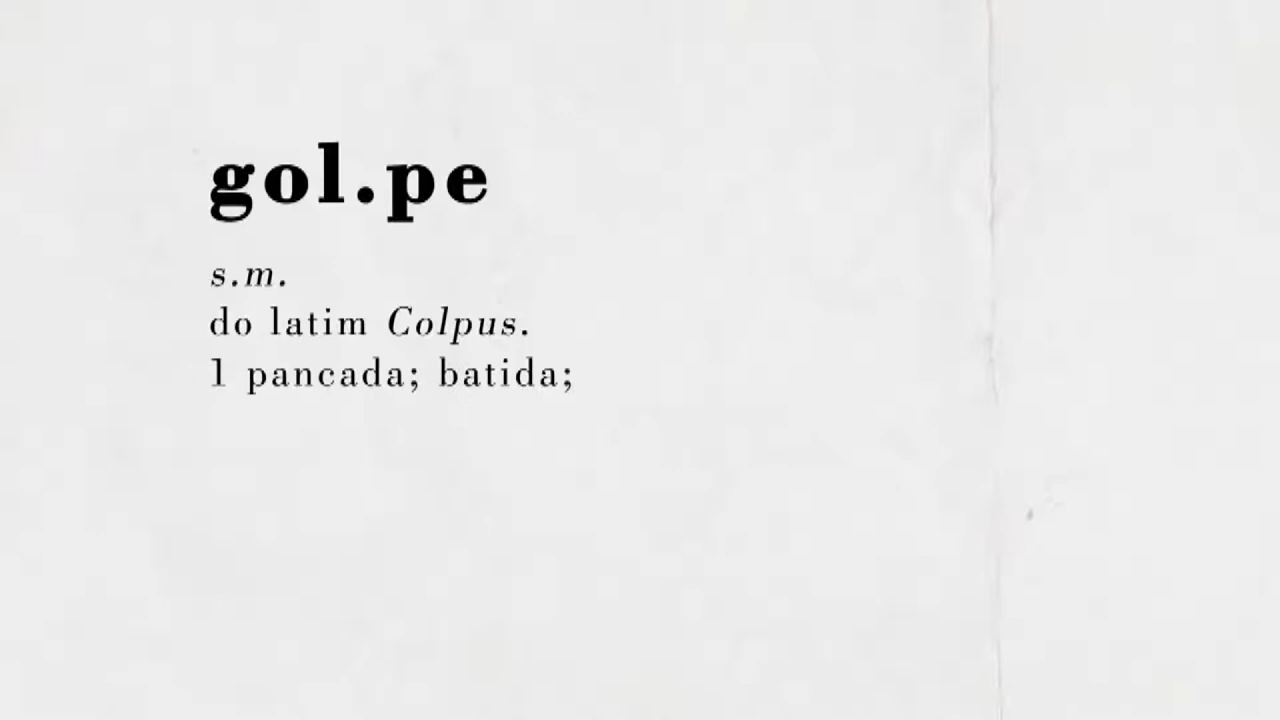 gol.pe
s.m.
do latim Colpus.
1 pancada; batida;